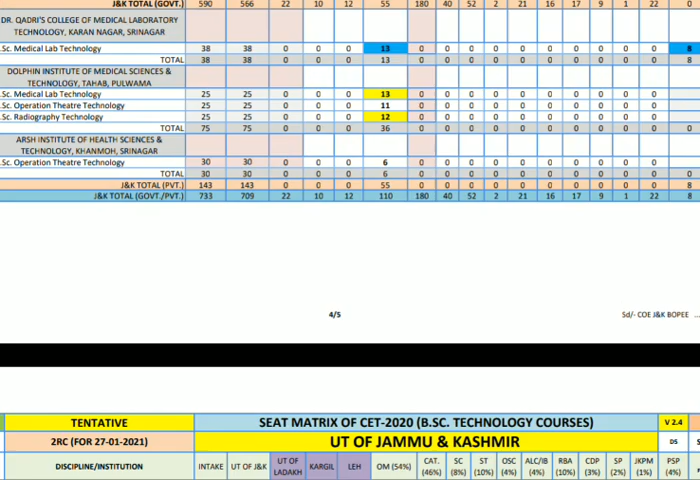 J&K TOTAL (GOVT.) 590 566 22 10 12 55 180 40 52 2 21 16 17 9 1 22 0
DR. QADRI'S COLLEGE OF MEDICAL LABORATORY
TECHNOLOGY, KARAN NAGAR, SRINAGAR
.Sc. Medical Lab Technology 38 38 0 0 0 13 0 0 0 0 0 0 0 0 0 0 8
TOTAL 38 38 0 0 0 13 0 0 0 0 0 0 0 0 0 0 8
DOLPHIN INSTITUTE OF MEDICAL SCIENCES &
TECHNOLOGY, TAHAB, PULWAMA
.Sc. Medical Lab Technology 25 25 0 0 0 13 0 0 0 0 0 0 0 0 0 0
.Sc. Operation Theatre Technology 25 25 0 0 0 11 0 0 0 0 0 0 0 0 0 0
.Sc. Radiography Technology 25 25 0 0 0 12 0 0 0 0 0 0 0 0 0 0
TOTAL 75 75 0 0 0 36 0 0 0 0 0 0 0 0 0 0 0
ARSH INSTITUTE OF HEALTH SCIENCES &
TECHNOLOGY, KHANMOH, SRINAGAR
.Sc. Operation Theatre Technology 30 30 0 0 0 6 0 0 0 0 0 0 0 0 0 0
TOTAL 30 30 0 0 0 6 0 0 0 0 0 0 0 0 0 0 0
J&K TOTAL (PVT.) 143 143 0 0 0 55 0 0 0 0 0 0 0 0 0 0 8
J&K TOTAL (GOVT./PVT.) 733 709 22 10 12 110 180 40 52 2 21 16 17 9 1 22 8
4/5 Sd/- COE J&K BOPEE ...
TENTATIVE SEAT MATRIX OF CET-2020 (B.SC. TECHNOLOGY COURSES) V 2.4
2RC (FOR 27-01-2021) UT OF JAMMU & KASHMIR DS
DISCIPLINE/INSTITUTION INTAKE UT OF J&K UT OF LADAKH KARGIL LEH OM (54%) CAT. (46%) SC (8%) ST (10%) OSC (4%) ALC/IB (4%) RBA (10%) CDP (3%) SP (2%) JKPM (1%) PSP (4%)